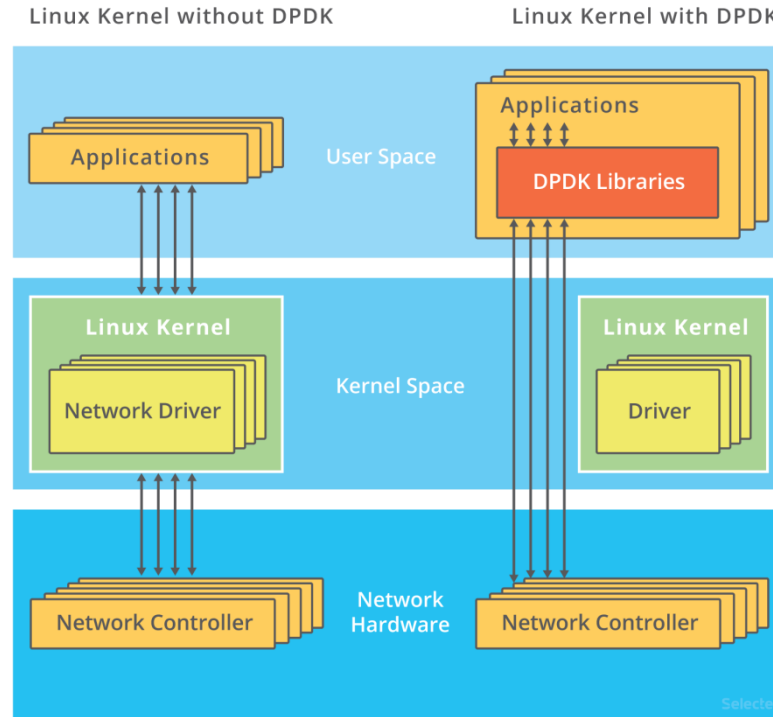 Linux Kernel without DPDK
Linux Kernel with DPDK
Applications
User Space
Applications
DPDK Libraries
Linux Kernel
Network Driver
Kernel Space
Linux Kernel
Driver
Network Controller
Network
Hardware
Network Controller
Selecte